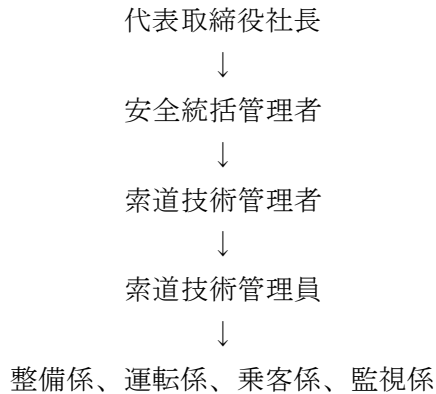 代表取締役社長
↓
安全統括管理者
↓
索道技術管理者
↓
索道技術管理員
↓
整備係、運転係、乗客係、監視係